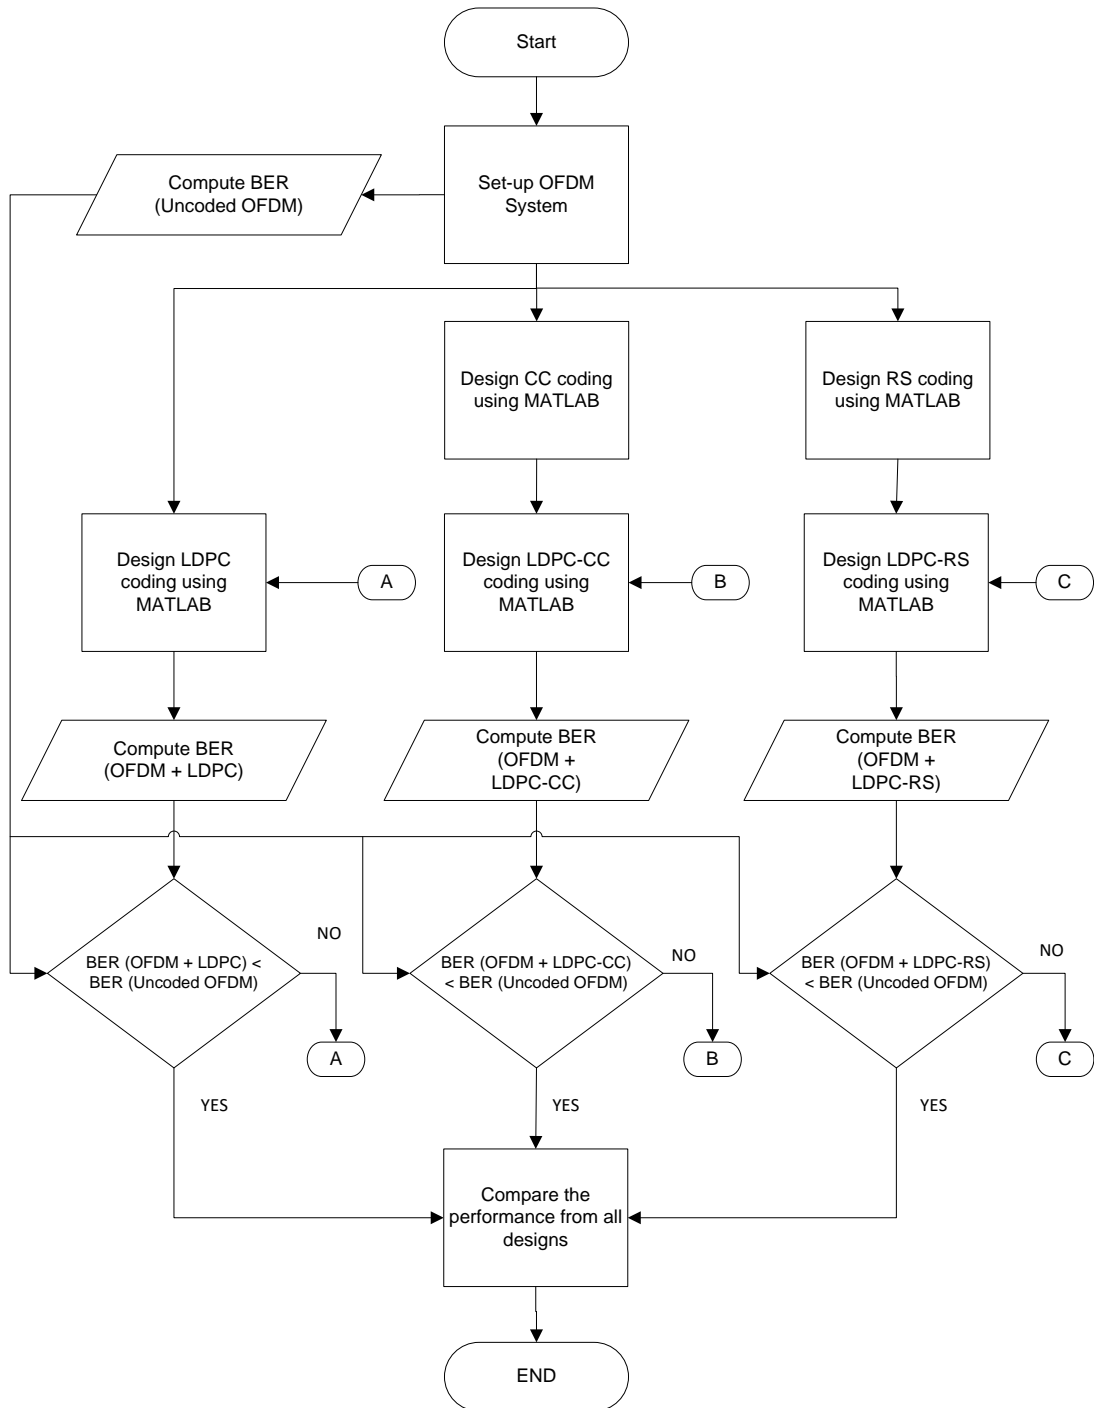 Start
Compute BER
(Uncoded OFDM)
Set-up OFDM
System
Design CC coding
using MATLAB
Design RS coding
using MATLAB
Design LDPC
coding using
MATLAB
A
Design LDPC-CC
coding using
MATLAB
B
Design LDPC-RS
coding using
MATLAB
C
Compute BER
(OFDM + LDPC)
Compute BER
(OFDM +
LDPC-CC)
Compute BER
(OFDM +
LDPC-RS)
BER (OFDM + LDPC) <
BER (Uncoded OFDM)
NO
A
YES
BER (OFDM + LDPC-CC)
< BER (Uncoded OFDM)
NO
B
YES
BER (OFDM + LDPC-RS)
< BER (Uncoded OFDM)
NO
C
YES
Compare the
performance from all
designs
END